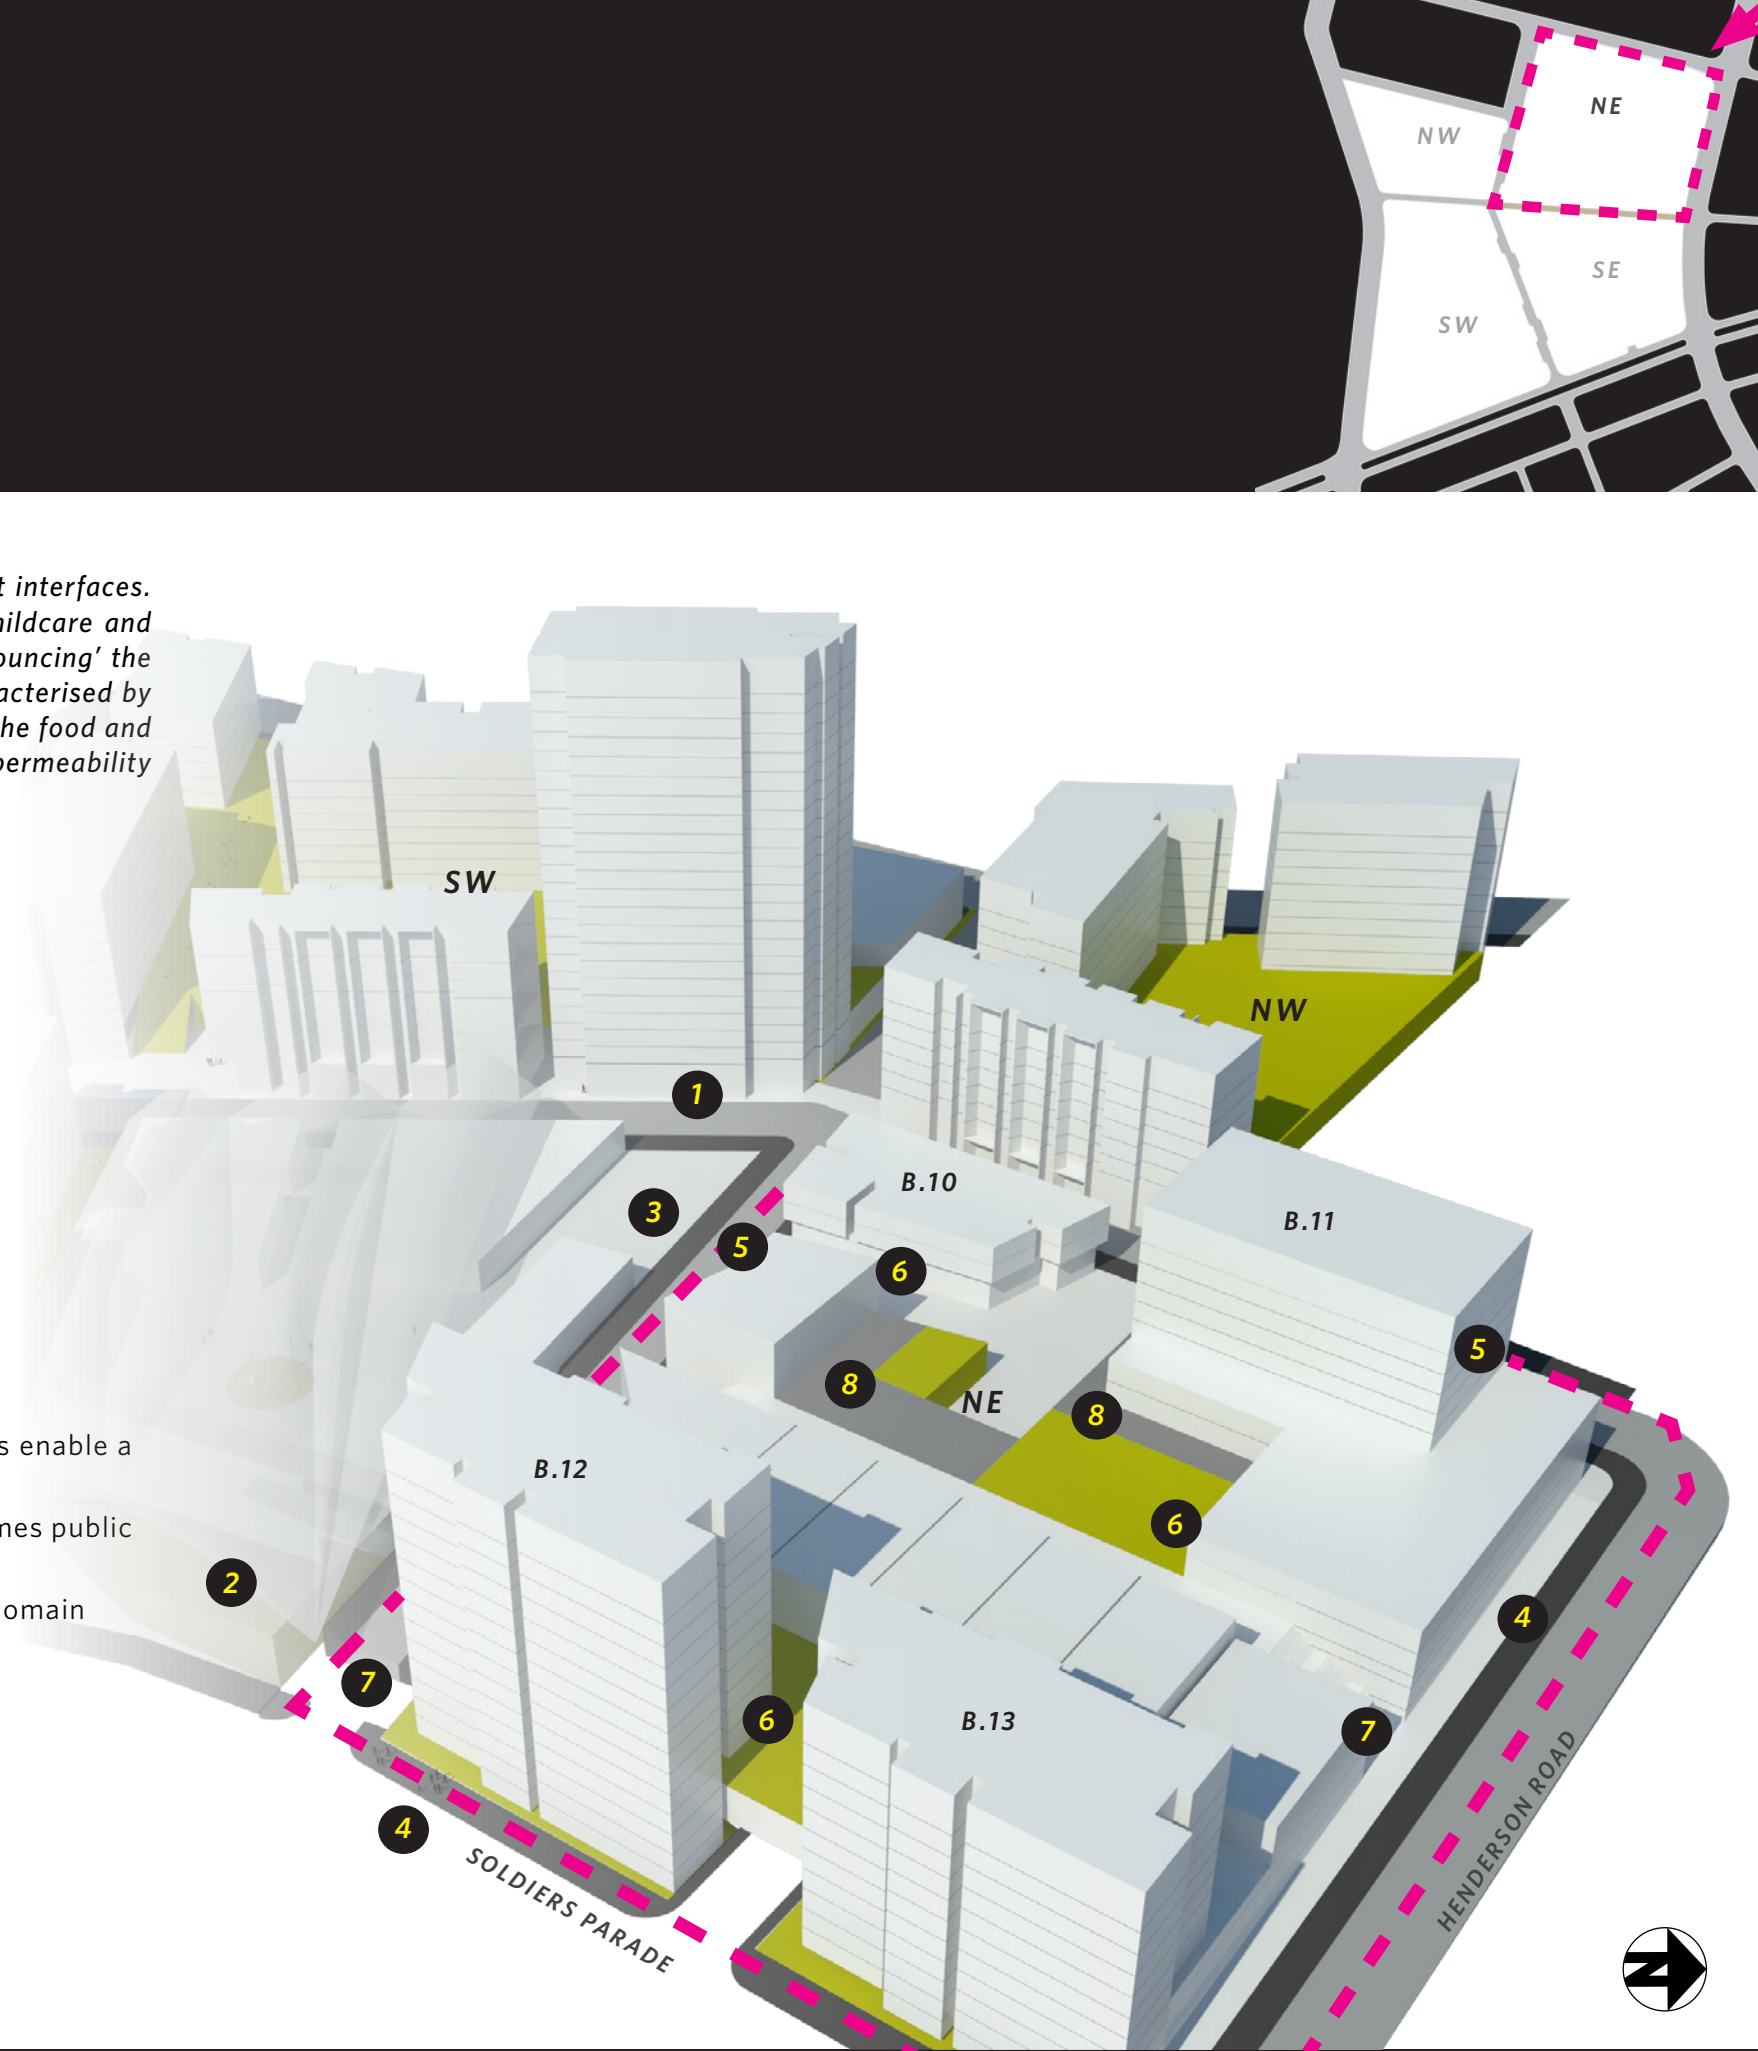 NE
NW
SE
SW
t interfaces.
hildcare and
ouncing’ the
acterised by
he food and
permeability
SW
NW
1
B.10
3
B.11
5
6
5
8
NE
8
s enable a
B.12
mes public
6
2
4
omain
7
6
B.13
7
4
SOLDIERS PARADE
HENDERSON ROAD